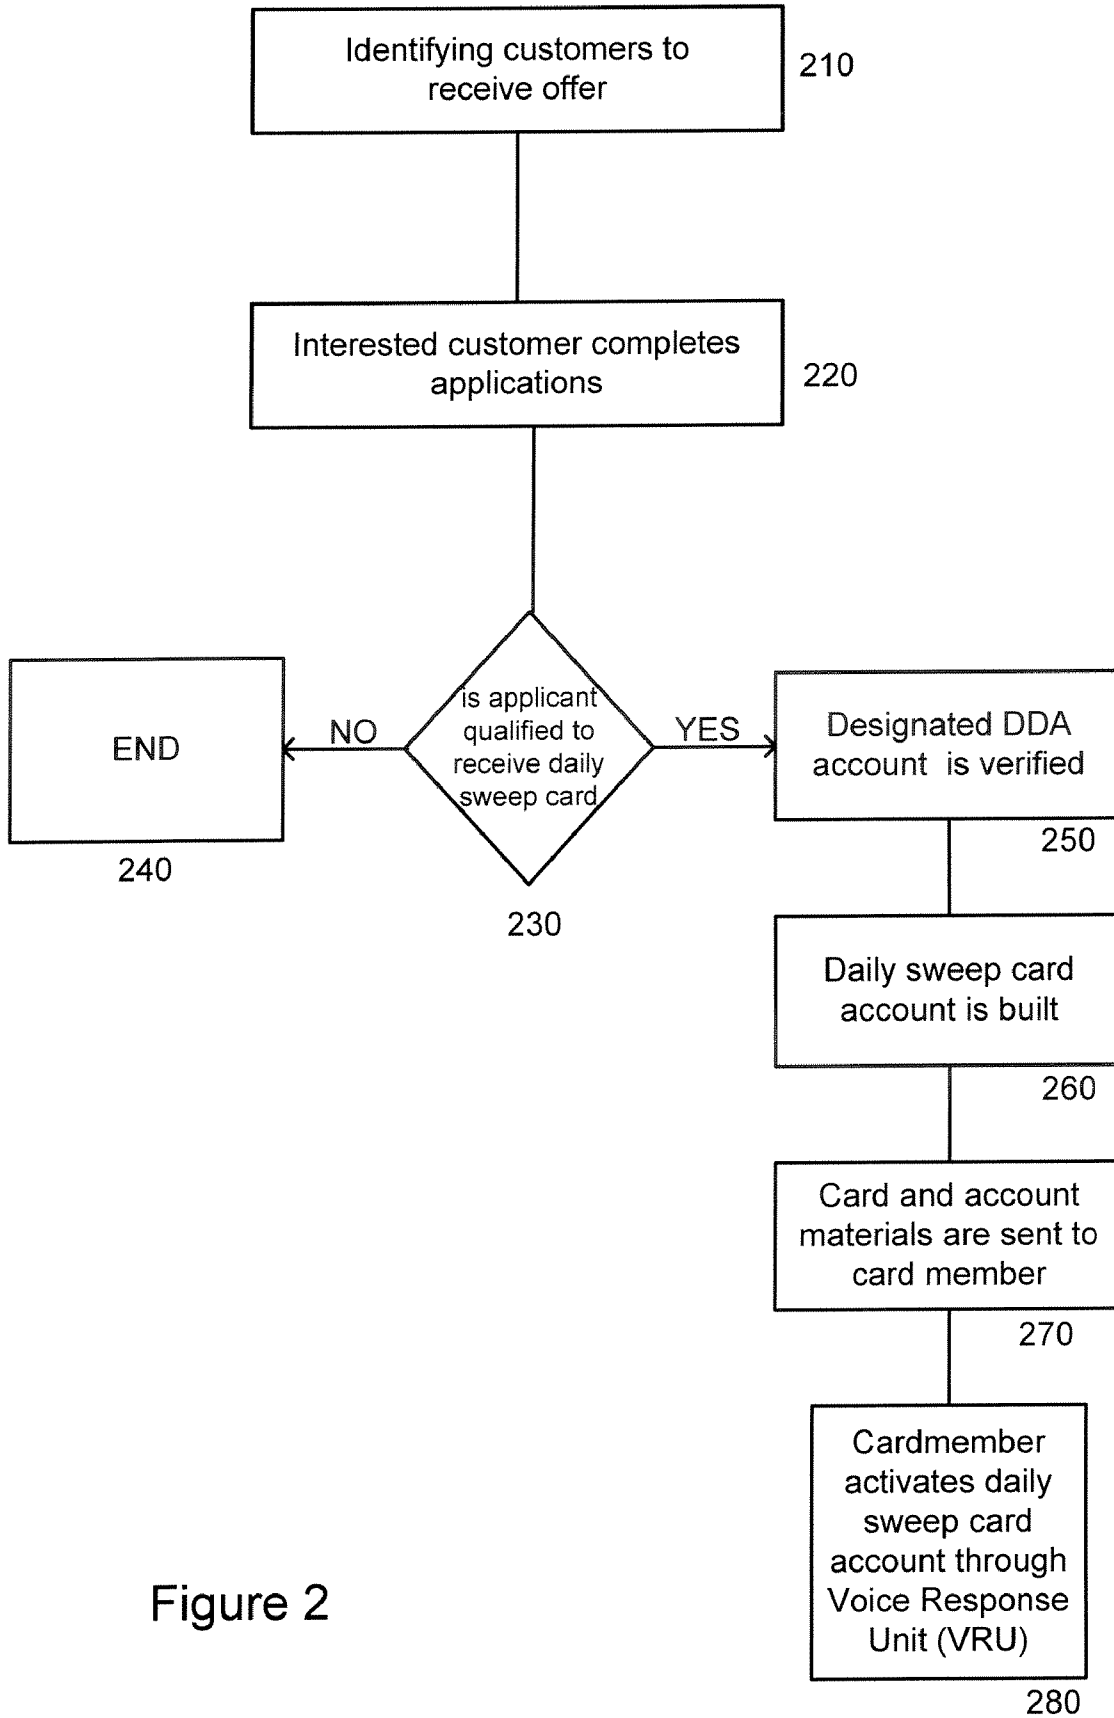 Identifying customers to
receive offer
210
Interested customer completes
applications
220
is applicant
qualified to
receive daily
sweep card
230
NO
END
240
YES
Designated DDA
account is verified
250
Daily sweep card
account is built
260
Card and account
materials are sent to
card member
270
Cardmember
activates daily
sweep card
account through
Voice Response
Unit (VRU)
280
Figure 2